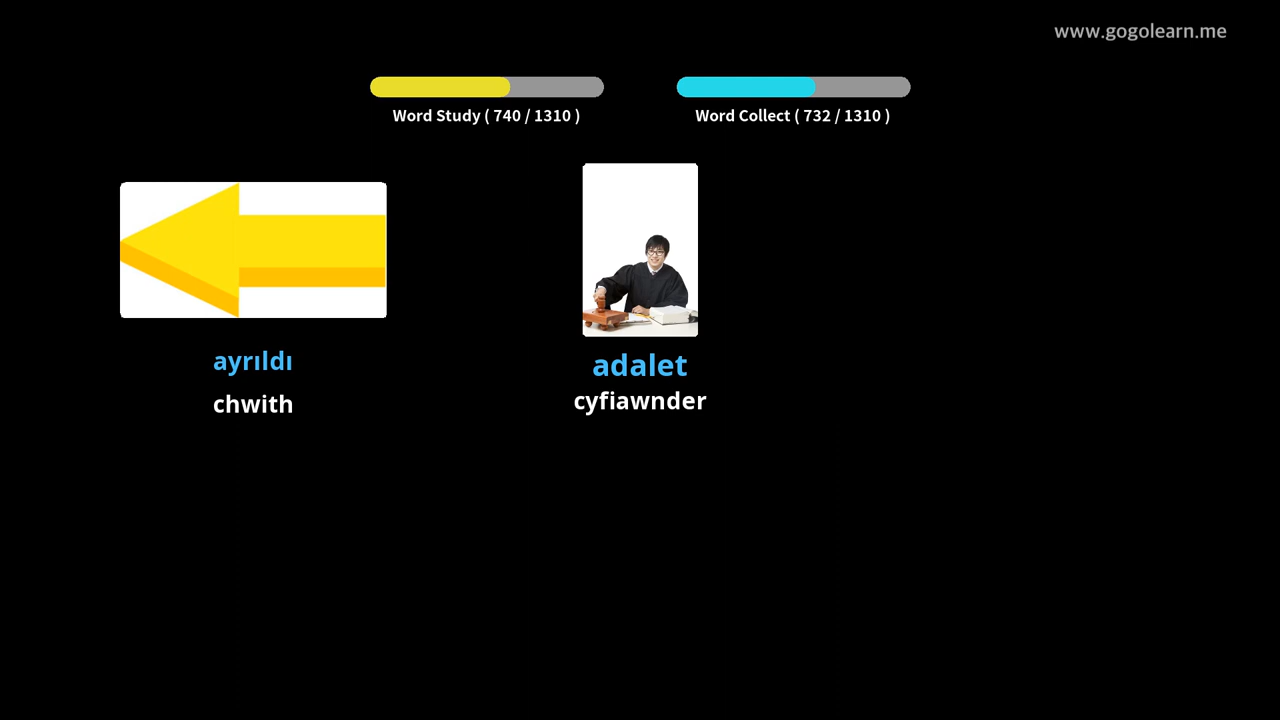 www.gogolearn.me
Word Study ( 740 / 1310 )
Word Collect ( 732 / 1310 )
ayrıldı
chwith
adalet
cyfiawnder